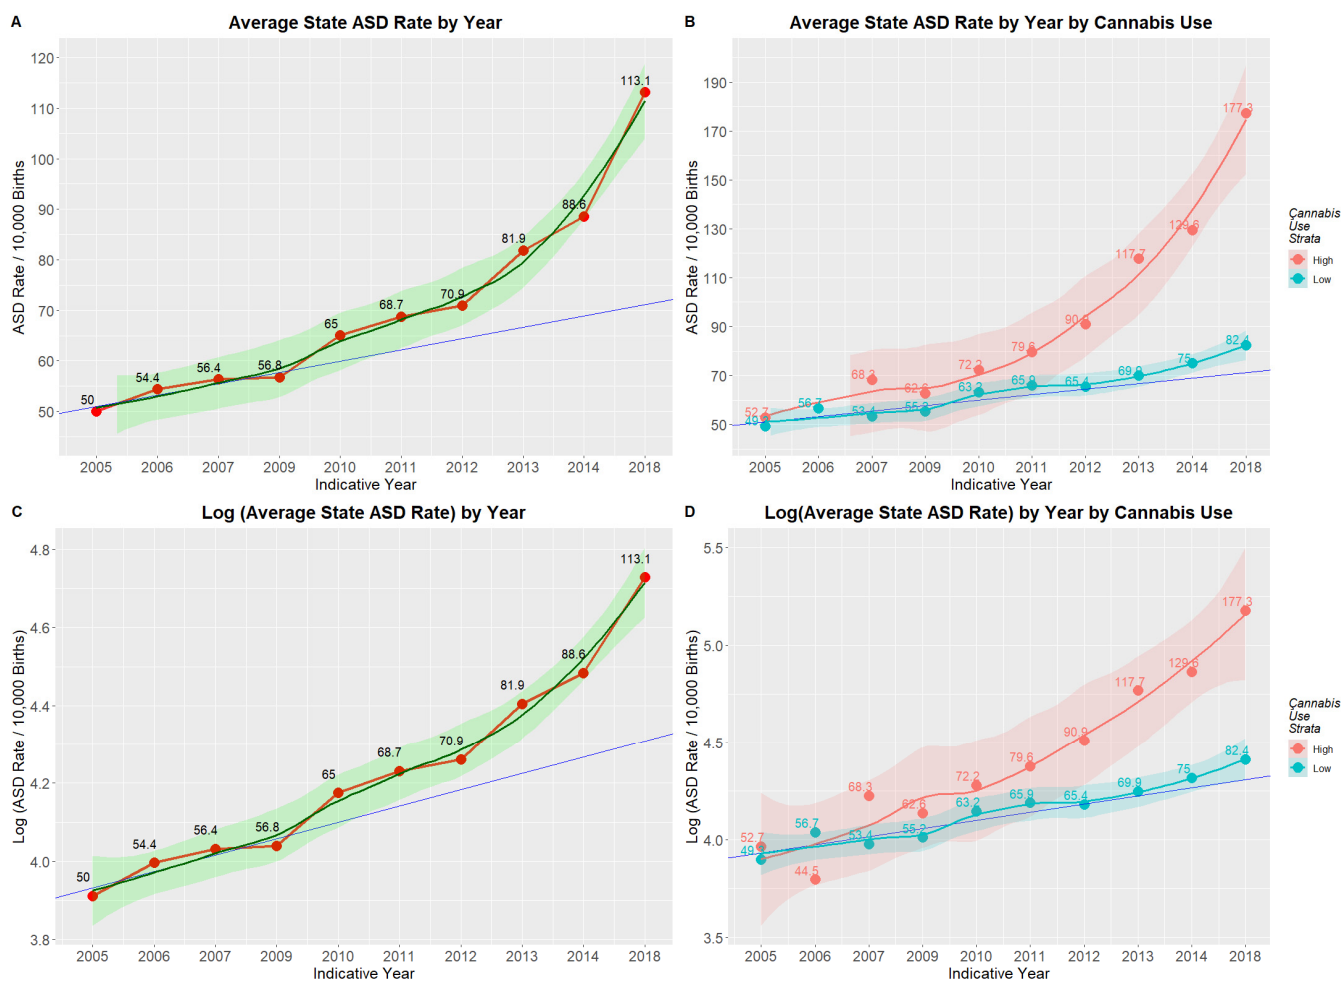 A
Average State ASD Rate by Year
ASD Rate / 10,000 Births
120
110
100
90
80
70
60
50
50
54.4
56.4
56.8
65
68.7
70.9
81.9
88.6
113.1
2005 2006 2007 2009 2010 2011 2012 2013 2014 2018
Indicative Year
B
Average State ASD Rate by Year by Cannabis Use
ASD Rate / 10,000 Births
190
170
150
130
110
90
70
50
52.7
68.3
62.6
72.2
79.6
90.9
117.7
129.6
177.3
56.7
53.4
55.2
63.2
65.9
65.4
69.9
75
82.4
2005 2006 2007 2009 2010 2011 2012 2013 2014 2018
Indicative Year
Cannabis
Use
Strata
High
Low
C
Log (Average State ASD Rate) by Year
Log (ASD Rate / 10,000 Births)
4.8
4.6
4.4
4.2
4.0
3.8
50
54.4
56.4
56.8
65
68.7
70.9
81.9
88.6
113.1
2005 2006 2007 2009 2010 2011 2012 2013 2014 2018
Indicative Year
D
Log(Average State ASD Rate) by Year by Cannabis Use
Log (ASD Rate / 10,000 Births)
5.5
5.0
4.5
4.0
3.5
52.7
44.5
68.3
62.6
72.2
79.6
90.9
117.7
129.6
177.3
56.7
53.4
55.2
63.2
65.9
65.4
69.9
75
82.4
2005 2006 2007 2009 2010 2011 2012 2013 2014 2018
Indicative Year
Cannabis
Use
Strata
High
Low